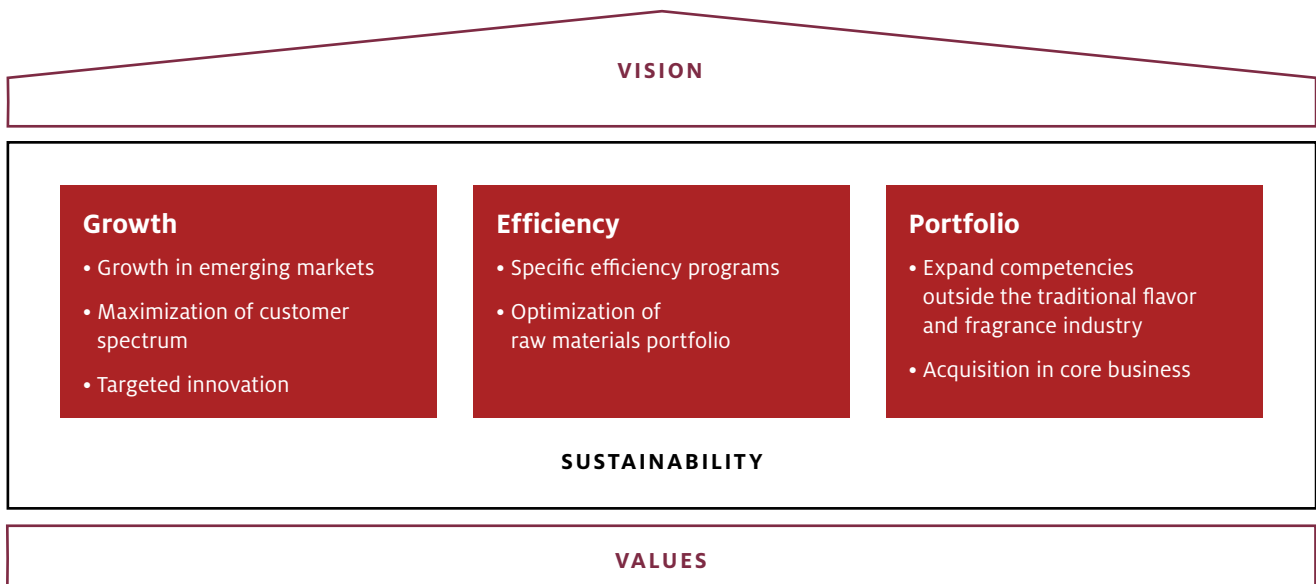 VISION
Growth
• Growth in emerging markets
• Maximization of customer
spectrum
• Targeted innovation
Efficiency
• Specific efficiency programs
• Optimization of
raw materials portfolio
Portfolio
• Expand competencies
outside the traditional flavor
and fragrance industry
• Acquisition in core business
SUSTAINABILITY
VALUES